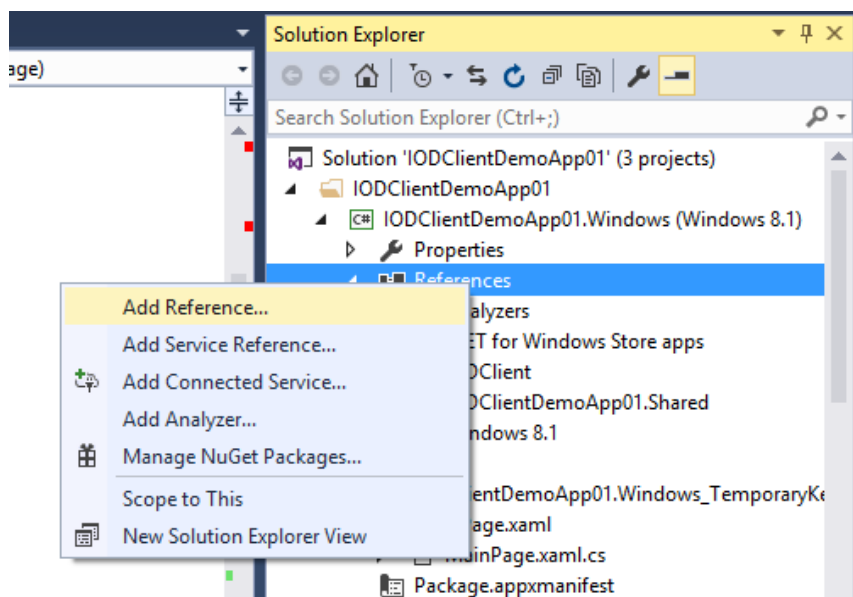 Solution Explorer
age)
Search Solution Explorer (Ctrl+;)
Solution 'IODClientDemoApp01' (3 projects)
IODClientDemoApp01
C# IODClientDemoApp01.Windows (Windows 8.1)
Properties
References
Add Reference...
alyzers
Add Service Reference...
ET for Windows Store apps
Add Connected Service...
DClient
Add Analyzer...
DClientDemoApp01.Shared
Manage NuGet Packages...
ndows 8.1
Scope to This
entDemoApp01.Windows_TemporaryKe
New Solution Explorer View
age.xaml
MainPage.xaml.cs
Package.appxmanifest